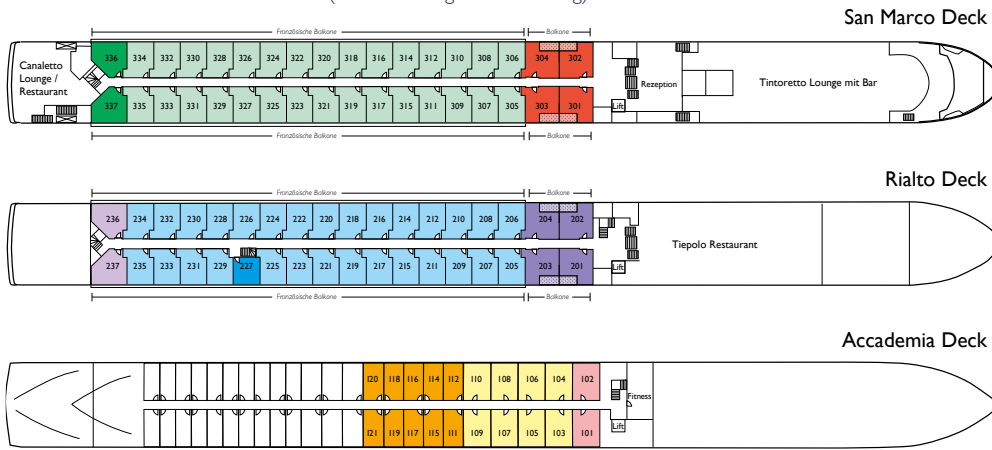 San Marco Deck
Französische Balkone
Balkone
Canaletto
Lounge /
Restaurant
336 334 332 330 328 326 324 322 320 318 316 314 312 310 308 306 304 302
Rezeption
Tintoretto Lounge mit Bar
337 335 333 331 329 327 325 323 321 319 317 315 311 309 307 305 303 301
Lift
Französische Balkone
Balkone
Rialto Deck
Französische Balkone
Balkone
236 234 232 230 228 226 224 222 220 218 216 214 212 210 208 206 204 202
Tiepolo Restaurant
237 235 233 231 229 227 225 223 221 219 217 215 211 209 207 205 203 201
Lift
Französische Balkone
Balkone
Accademia Deck
120 118 116 114 112 110 108 106 104 102
Fitness
121 119 117 115 111 109 107 105 103 101
Lift